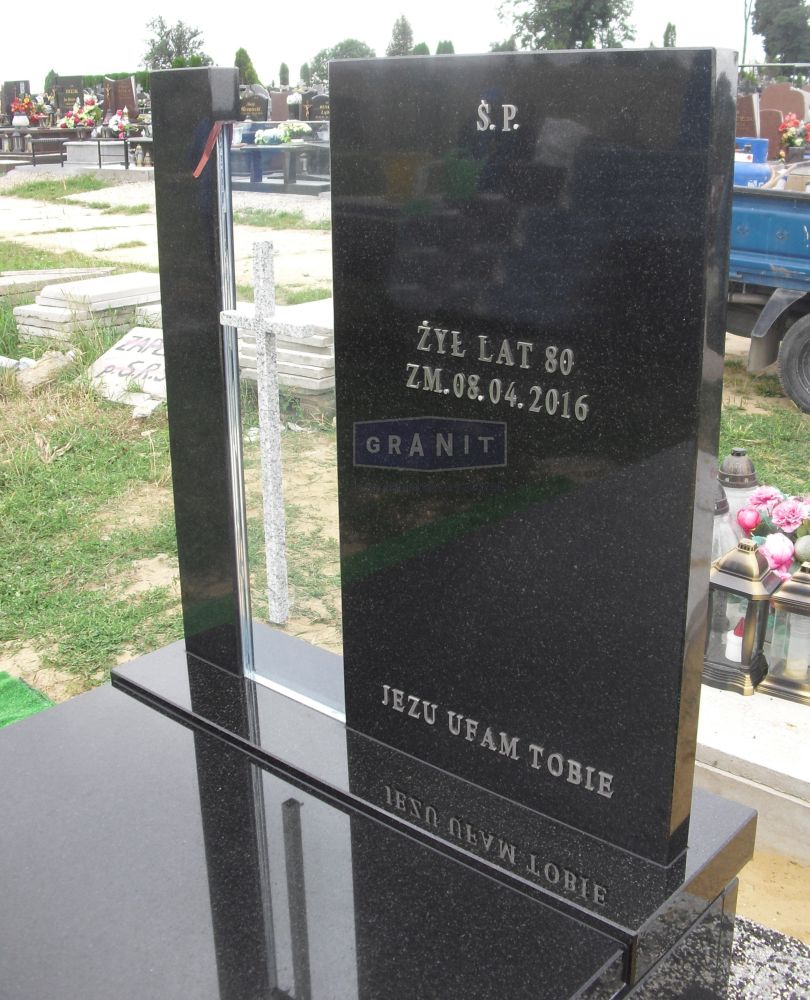 Ś. P.
ŻYŁ LAT 80
ZM. 08. 04. 2016
GRANIT
JEZU UFAM TOBIE